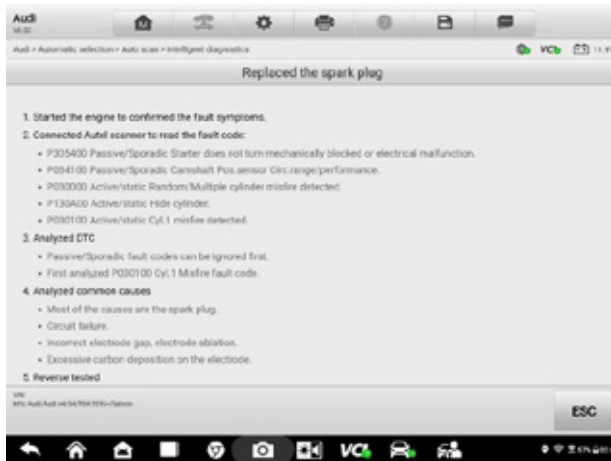 Audi
Audi > Automatic selection > Auto scan > Intelligent diagnostics
VCI
Replaced the spark plug
1. Started the engine to confirmed the fault symptoms.
2. Connected Autel scanner to read the fault code:
• P305400 Passive/Sporadic Starter does not turn mechanically blocked or electrical malfunction.
• P034100 Passive/Sporadic Camshaft Pos.sensor Circ.range/performance.
• P030000 Active/static Random/Multiple cylinder misfire detected.
• P130A00 Active/static Hide cylinder.
• P030100 Active/static Cyl.1 misfire detected.
3. Analyzed DTC
• Passive/Sporadic fault codes can be ignored first.
• First analyzed P030100 Cyl.1 Misfire fault code.
4. Analyzed common causes
• Most of the causes are the spark plug.
• Circuit failure.
• Incorrect electrode gap, electrode ablation.
• Excessive carbon deposition on the electrode.
5. Reverse tested
ESC